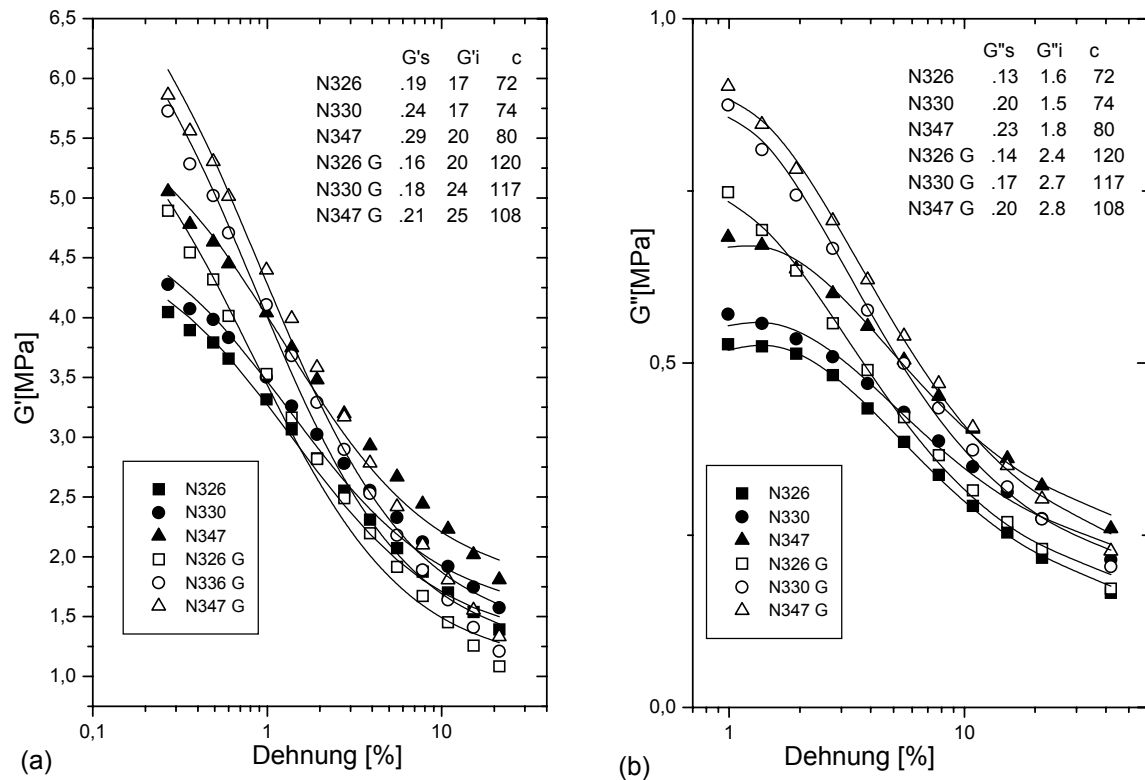 6,5
6,0
5,5
5,0
4,5
4,0
3,5
3,0
2,5
2,0
1,5
1,0
G'[MPa]
G's G'i c
N326 .19 17 72
N330 .24 17 74
N347 .29 20 80
N326 G .16 20 120
N330 G .18 24 117
N347 G .21 25 108
N326
N330
N347
N326 G
N336 G
N347 G
0,1 1 10
Dehnung [%]
(a)
1,0
0,5
0,0
G"[MPa]
G"s G"i c
N326 .13 1.6 72
N330 .20 1.5 74
N347 .23 1.8 80
N326 G .14 2.4 120
N330 G .17 2.7 117
N347 G .20 2.8 108
N326
N330
N347
N326 G
N330 G
N347 G
1 10
Dehnung [%]
(b)